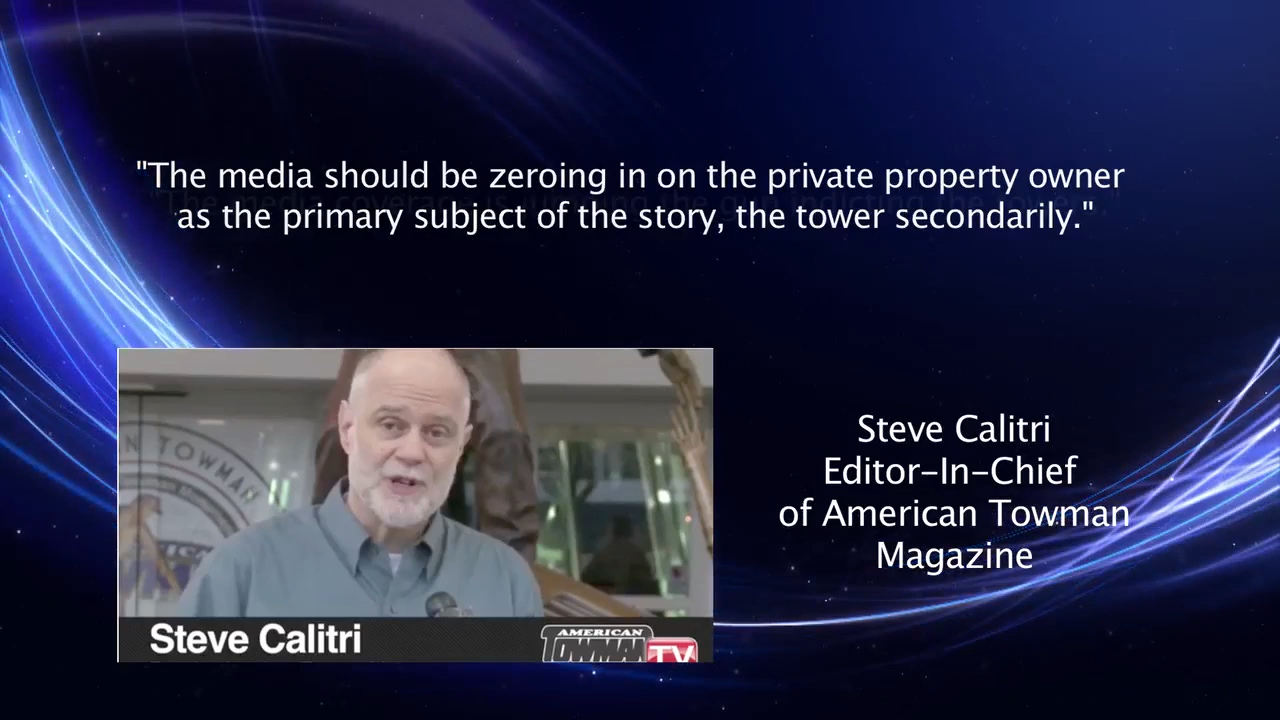 "The media should be zeroing in on the private property owner
as the primary subject of the story, the tower secondarily."
Steve Calitri
Editor-In-Chief
of American Towman
Magazine
N TOWMAN
Steve Calitri
AMERICAN
TOWMAN TV